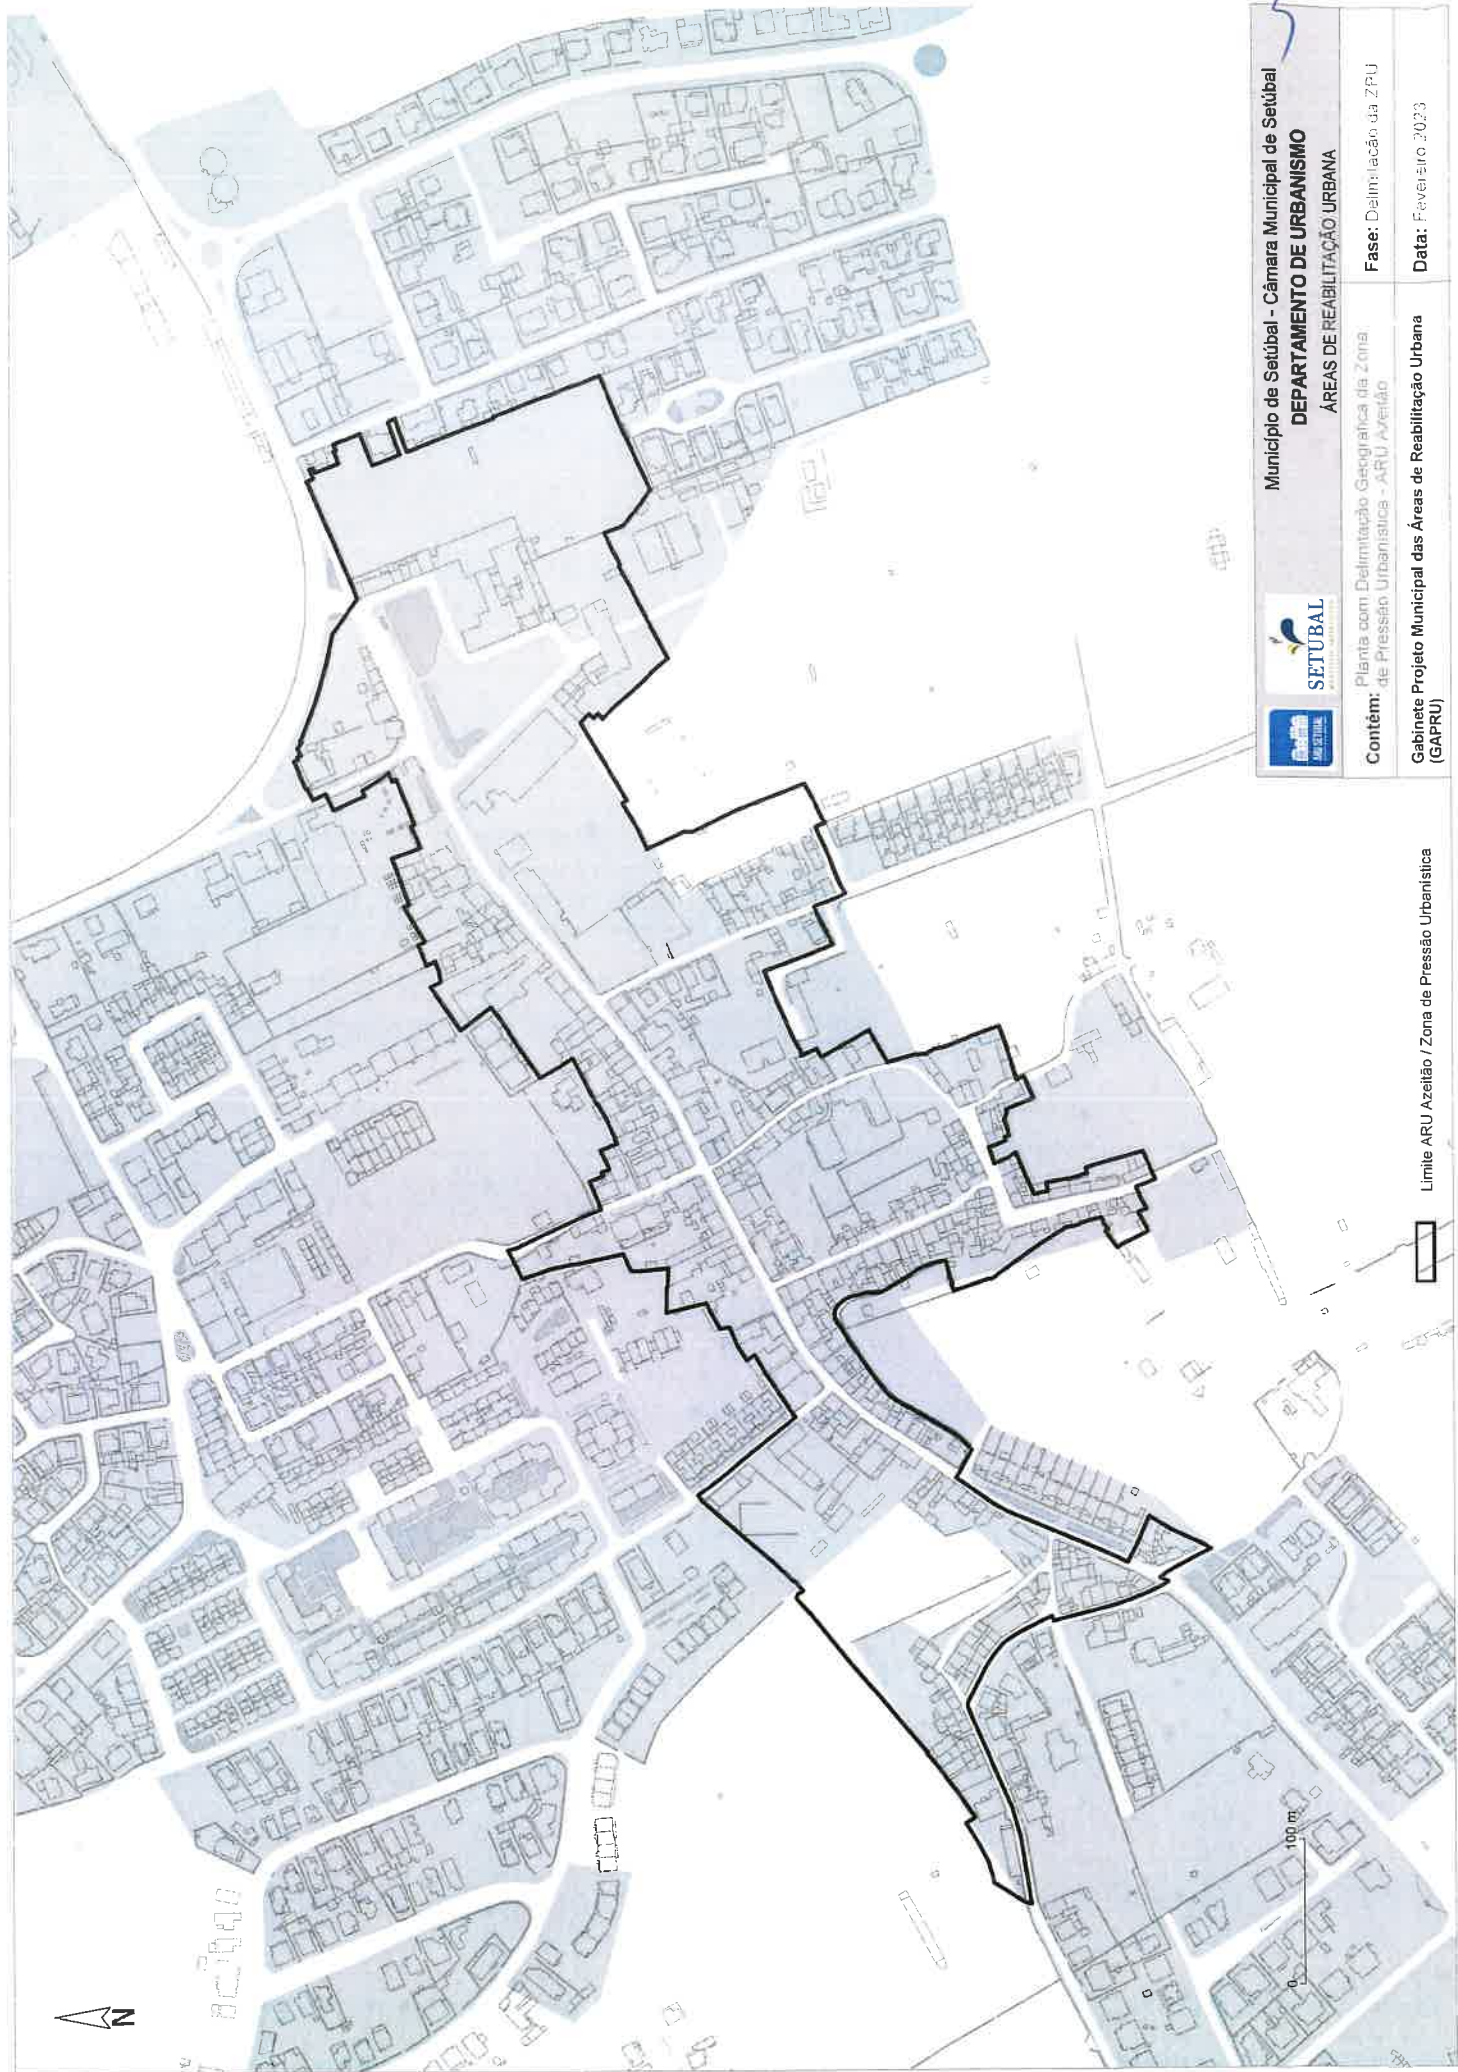 Município de Setúbal - Câmara Municipal de Setúbal
DEPARTAMENTO DE URBANISMO
ÁREAS DE REABILITAÇÃO URBANA
ARU SETÚBAL
SETUBAL
Contém: Planta com Delimitação Geográfica da Zona
de Pressão Urbanística - ARU Azeitão
Fase: Delimitação da ZPU
Gabinete Projeto Municipal das Áreas de Reabilitação Urbana
(GAPRU)
Data: Fevereiro 2023
Limite ARU Azeitão / Zona de Pressão Urbanística
0 100 m
N